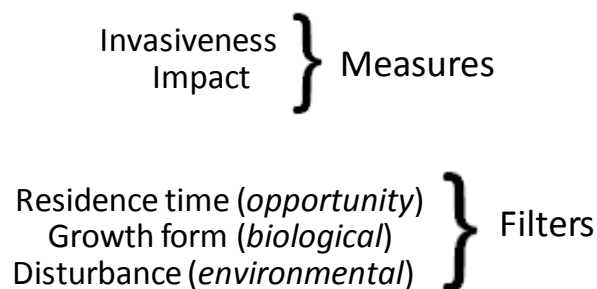 Invasiveness
Impact
} Measures
Residence time (opportunity)
Growth form (biological)
Disturbance (environmental)
} Filters